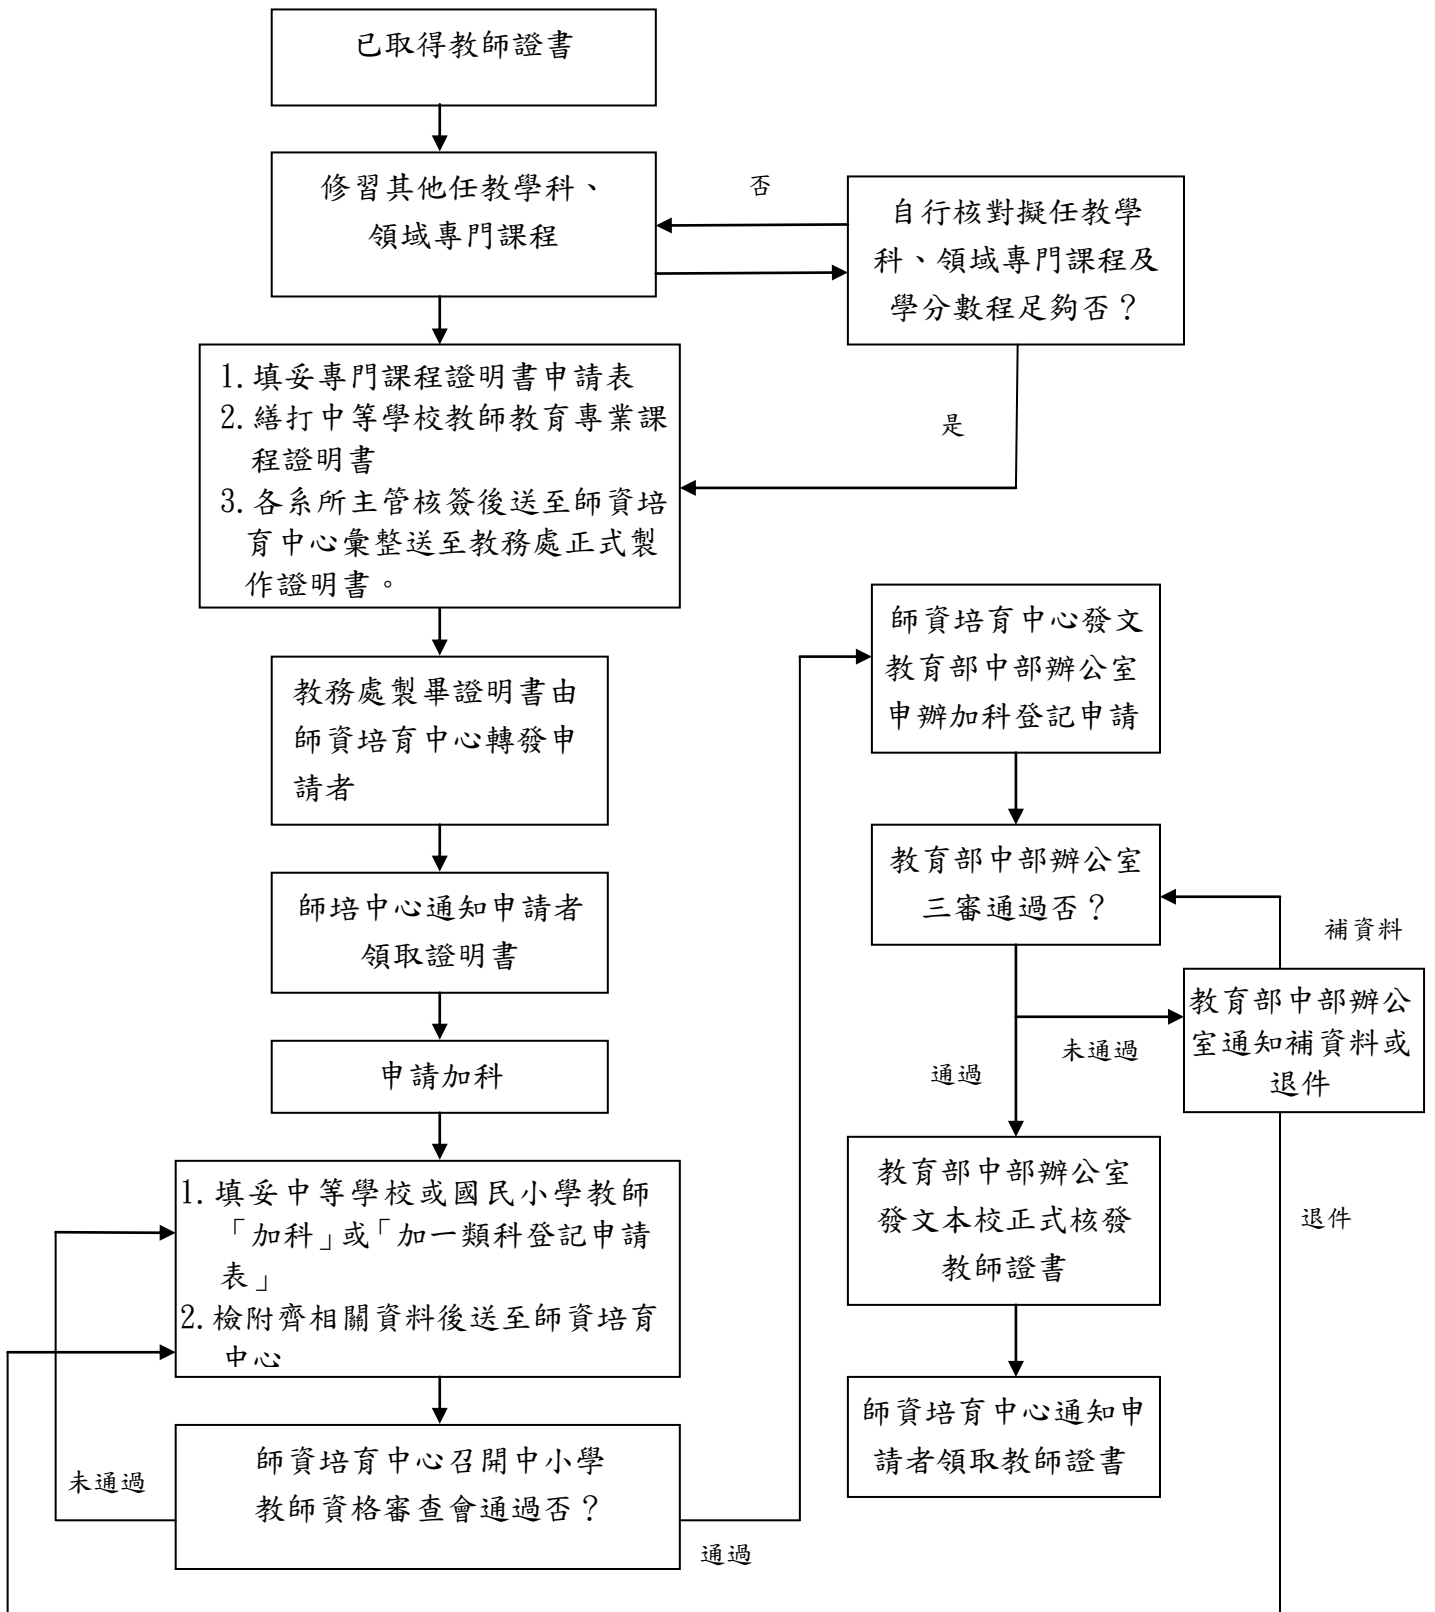 已取得教師證書
修習其他任教學科、
領域專門課程
否
自行核對擬任教學
科、領域專門課程及
學分數程足夠否？
是
1.填妥專門課程證明書申請表
2.繕打中等學校教師教育專業課
程證明書
3.各系所主管核簽後送至師資培
育中心彙整送至教務處正式製
作證明書。
教務處製畢證明書由
師資培育中心轉發申
請者
師培中心通知申請者
領取證明書
申請加科
1.填妥中等學校或國民小學教師
「加科」或「加一類科登記申請
表」
2.檢附齊相關資料後送至師資培育
中心
師資培育中心召開中小學
教師資格審查會通過否？
未通過
通過
師資培育中心發文
教育部中部辦公室
申辦加科登記申請
教育部中部辦公室
三審通過否？
補資料
教育部中部辦公
室通知補資料或
退件
未通過
通過
退件
教育部中部辦公室
發文本校正式核發
教師證書
師資培育中心通知申
請者領取教師證書